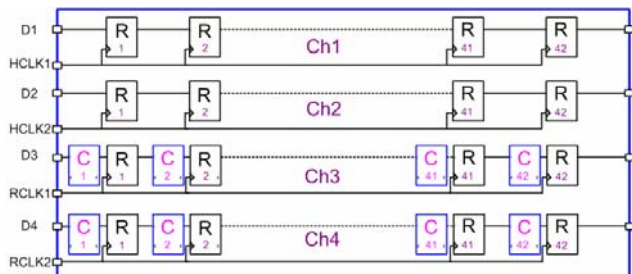 D1 R R R R
1 2 Ch1 41 42
HCLK1
D2 R R R R
1 2 Ch2 41 42
HCLK2
D3 C R C R C R C R
1 1 2 2 Ch3 41 41 42 42
RCLK1
D4 C R C R C R C R
1 1 2 2 Ch4 41 41 42 42
RCLK2